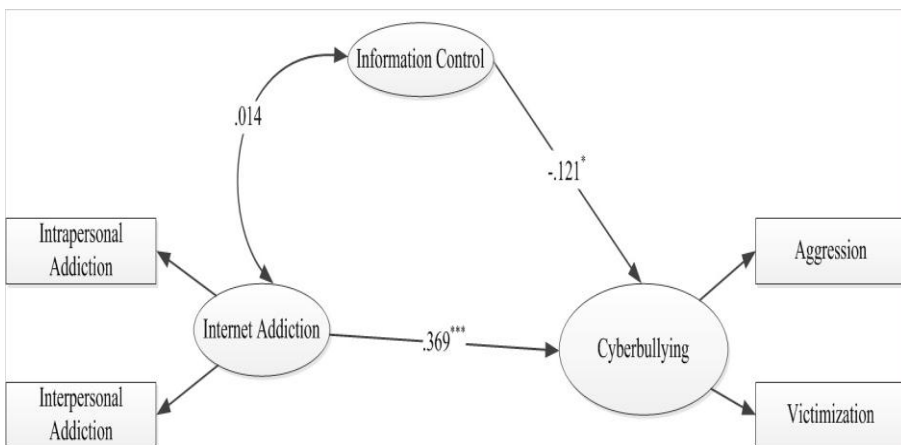 Information Control
.014
-.121*
Intrapersonal
Addiction
Aggression
Internet Addiction
.369***
Cyberbullying
Interpersonal
Addiction
Victimization